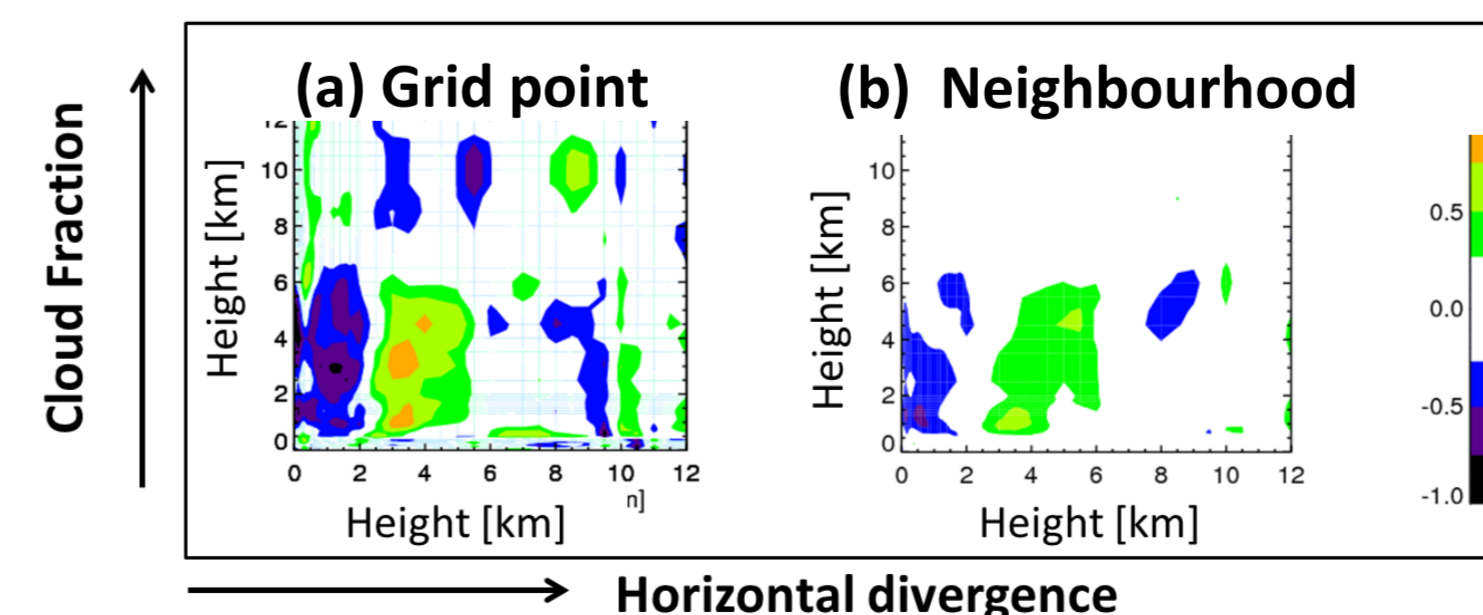 Cloud Fraction
(a) Grid point
Height [km]
12
10
8
6
4
2
0
0 2 4 6 8 10 12
n]
Height [km]
(b) Neighbourhood
Height [km]
10
8
6
4
2
0
0 2 4 6 8 10 12
Height [km]
0.5
0.0
-0.5
-1.0
Horizontal divergence